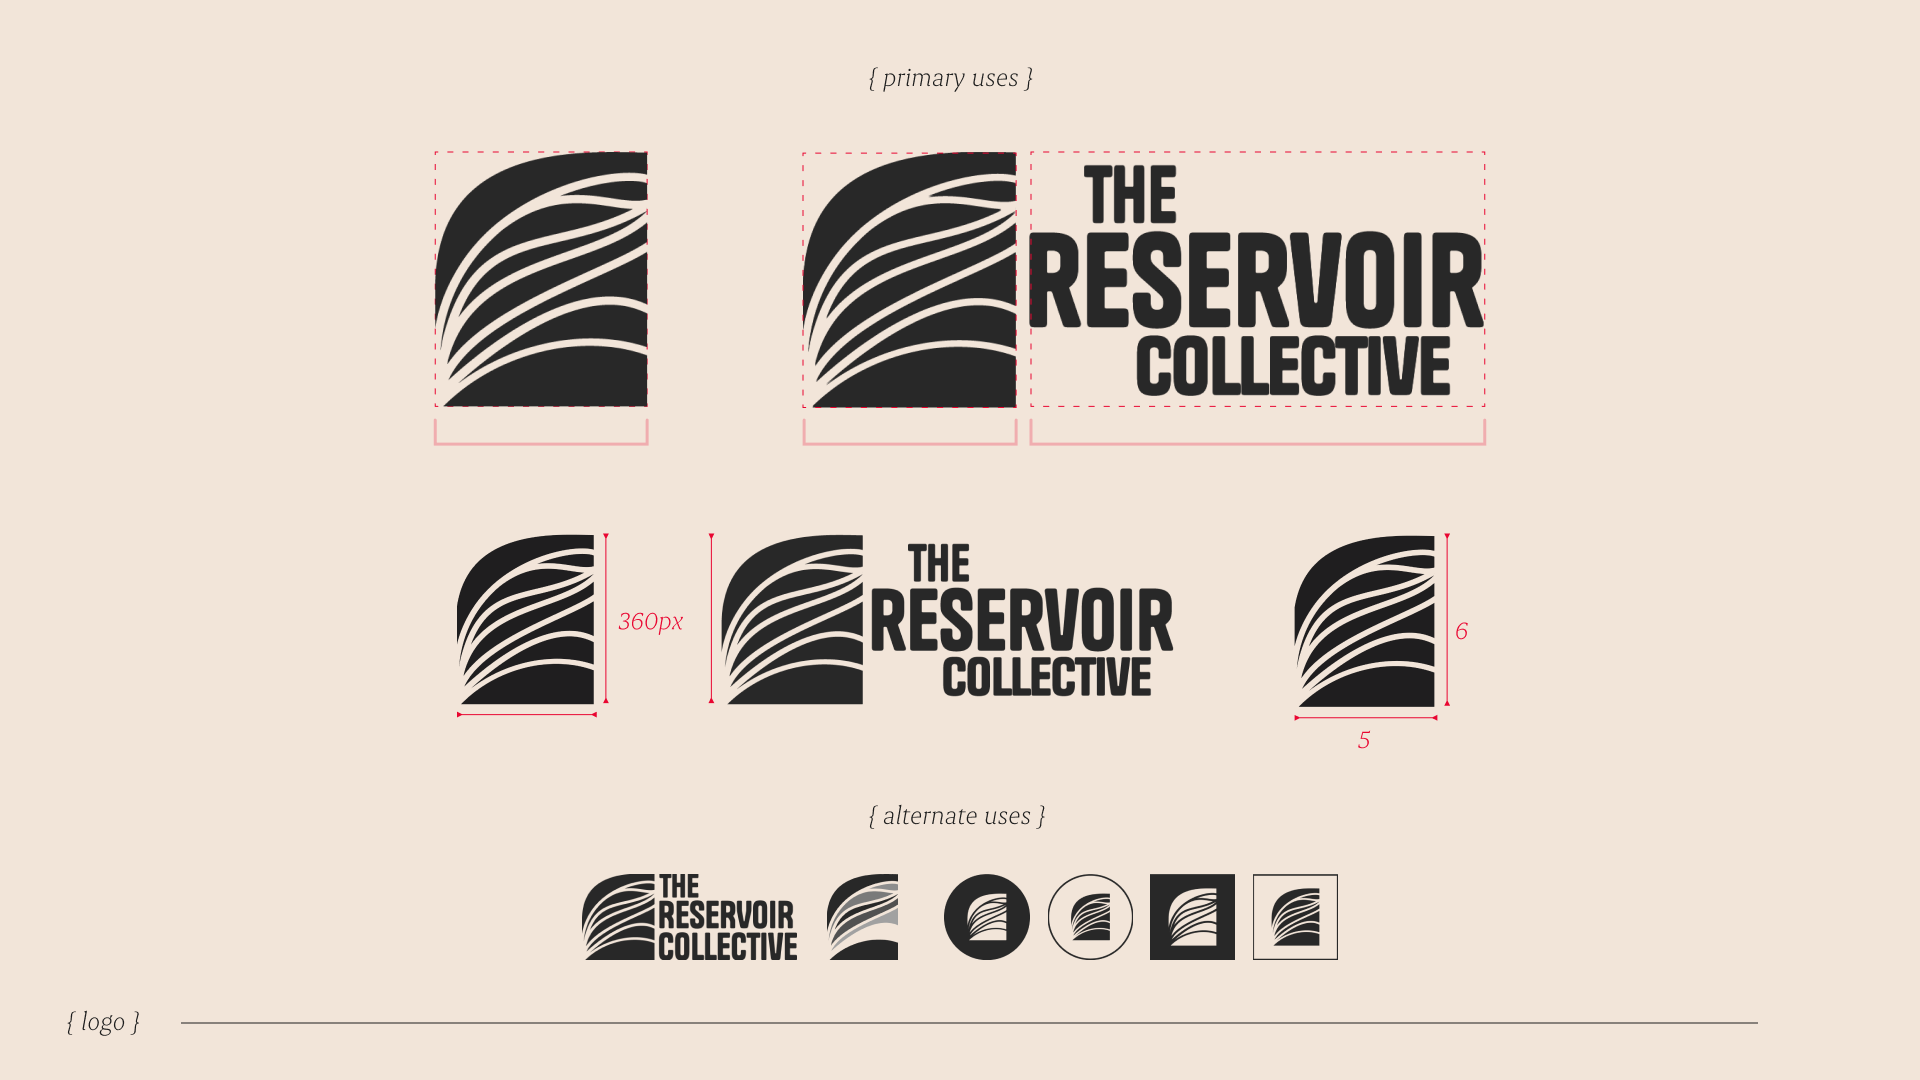 { primary uses }
THE
RESERVOIR
COLLECTIVE
360px
THE
RESERVOIR
COLLECTIVE
6
5
{ alternate uses }
THE
RESERVOIR
COLLECTIVE
{ logo }